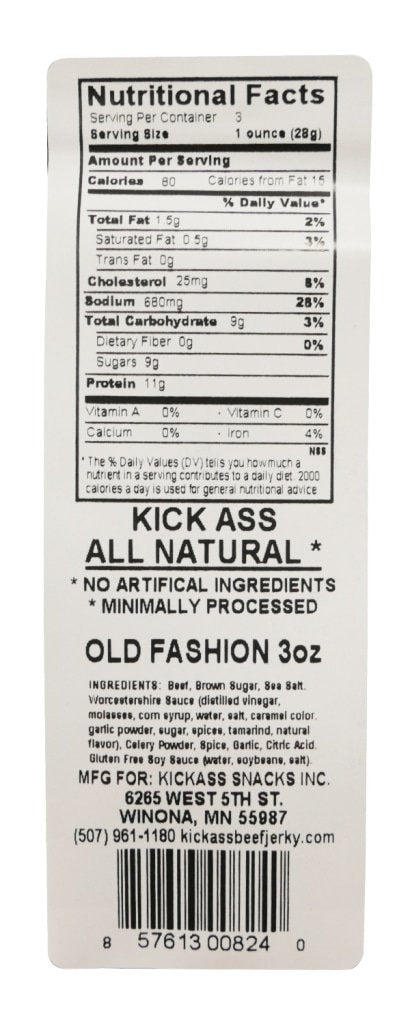 Nutritional Facts
Serving Per Container 3
Serving Size 1 ounce (28g)
Amount Per Serving
Calories 80 Calories from Fat 15
% Daily Value*
Total Fat 1.5g 2%
Saturated Fat 0.5g 3%
Trans Fat 0g
Cholesterol 25mg 8%
Sodium 680mg 28%
Total Carbohydrate 9g 3%
Dietary Fiber 0g 0%
Sugars 9g
Protein 11g
Vitamin A 0% · Vitamin C 0%
Calcium 0% · Iron 4%
NSS
* The % Daily Values (DV) tells you how much a
nutrient in a serving contributes to a daily diet. 2000
calories a day is used for general nutritional advice
KICK ASS
ALL NATURAL *
* NO ARTIFICAL INGREDIENTS
* MINIMALLY PROCESSED
OLD FASHION 3oz
INGREDIENTS: Beef, Brown Sugar, Sea Salt.
Worcestershire Sauce (distilled vinegar,
molasses, corn syrup, water, salt, caramel color.
garlic powder, sugar, spices, tamarind, natural
flavor), Celery Powder, Spice, Garlic, Citric Acid.
Gluten Free Soy Sauce (water, soybeans, salt).
MFG FOR: KICKASS SNACKS INC.
6265 WEST 5TH ST.
WINONA, MN 55987
(507) 961-1180 kickassbeefjerky.com
8 57613 00824 0